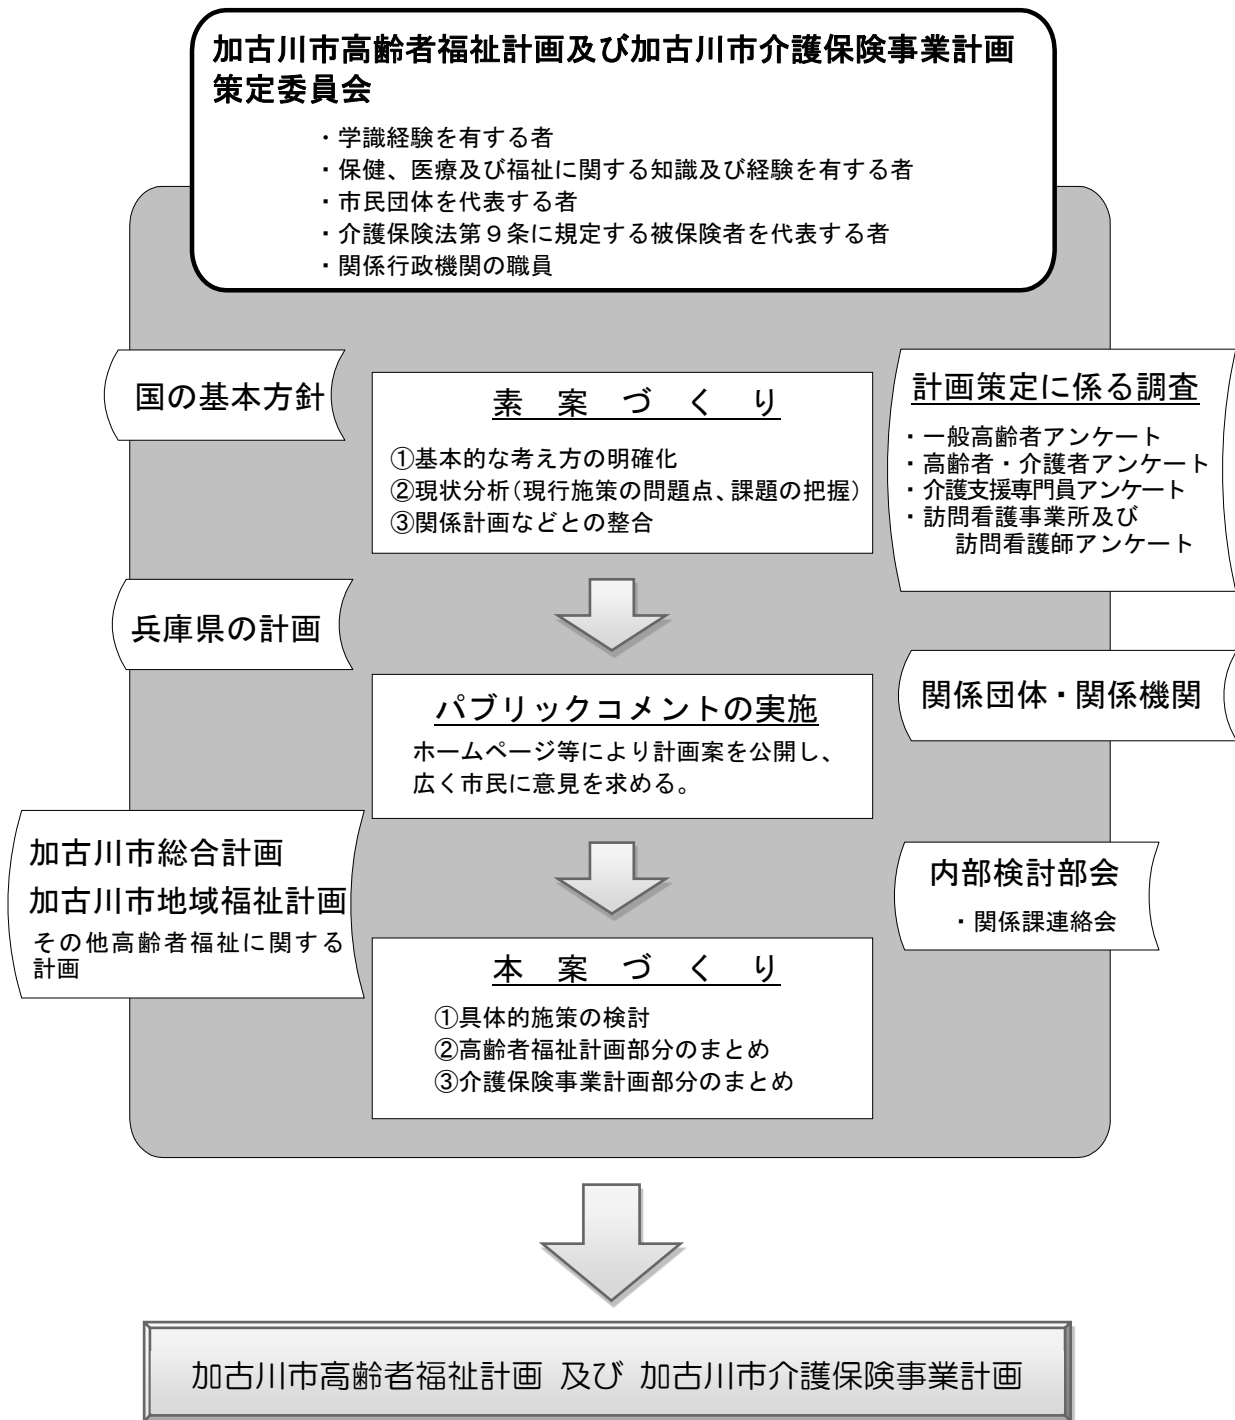 加古川市高齢者福祉計画及び加古川市介護保険事業計画
策定委員会
・学識経験を有する者
・保健、医療及び福祉に関する知識及び経験を有する者
・市民団体を代表する者
・介護保険法第９条に規定する被保険者を代表する者
・関係行政機関の職員
国の基本方針
素案づくり
①基本的な考え方の明確化
②現状分析（現行施策の問題点、課題の把握）
③関係計画などとの整合
計画策定に係る調査
・一般高齢者アンケート
・高齢者・介護者アンケート
・介護支援専門員アンケート
・訪問看護事業所及び
訪問看護師アンケート
兵庫県の計画
パブリックコメントの実施
ホームページ等により計画案を公開し、
広く市民に意見を求める。
関係団体・関係機関
加古川市総合計画
加古川市地域福祉計画
その他高齢者福祉に関する
計画
内部検討部会
・関係課連絡会
本案づくり
①具体的施策の検討
②高齢者福祉計画部分のまとめ
③介護保険事業計画部分のまとめ
加古川市高齢者福祉計画 及び 加古川市介護保険事業計画